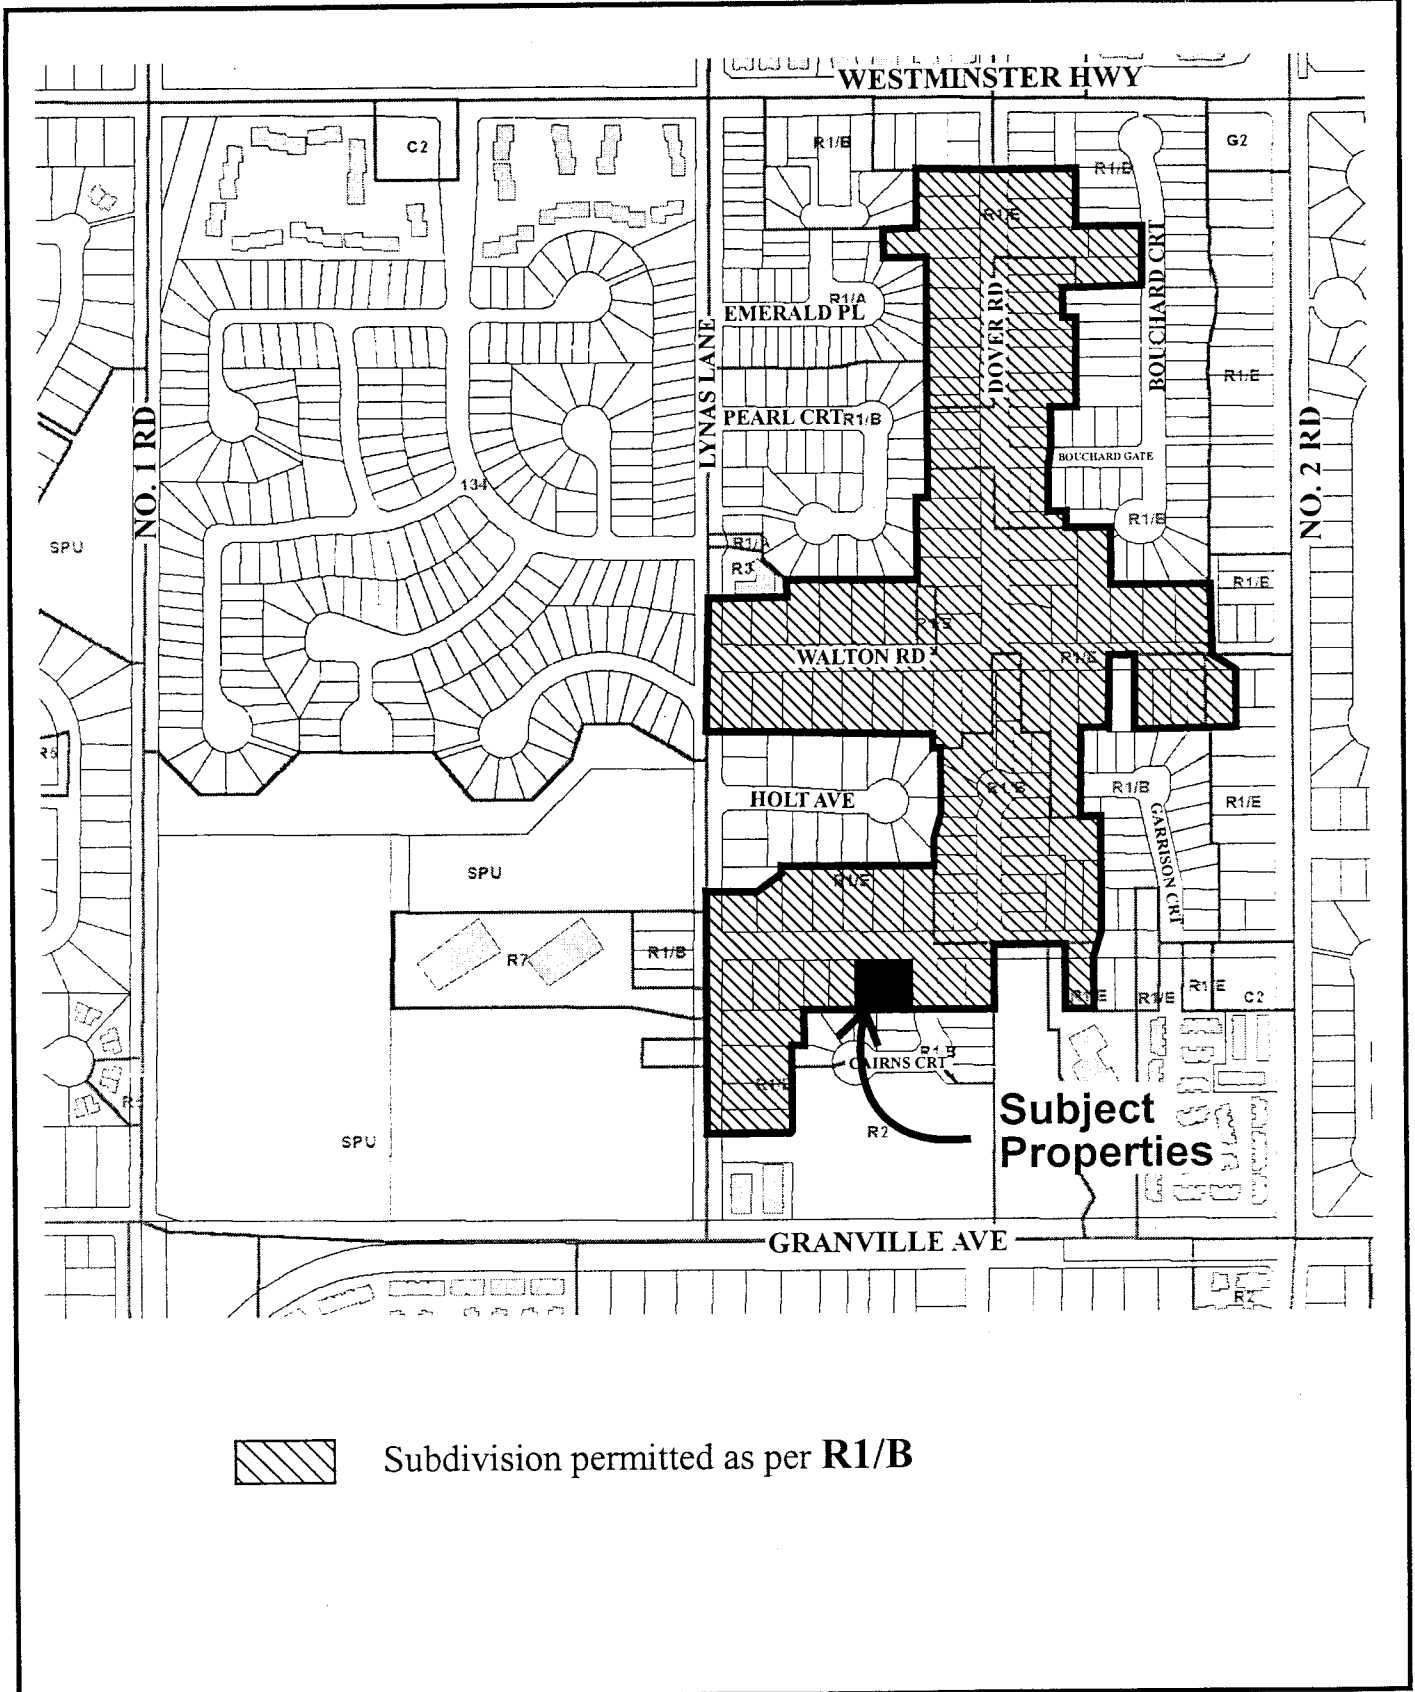 WESTMINSTER HWY
C2
R1/B
R1/B
G2
R1/E
NO. 1 RD
LYNAS LANE
R1/A
EMERALD PL
DOVER RD
BOUCHARD CRT
R1/E
NO. 2 RD
PEARL CRT
R1/B
BOUCHARD GATE
134
R1/B
SPU
R1/A
R3
R1/E
WALTON RD
R1/E
R5
HOLT AVE
R1/B
R1/B
GARRISON CRT
R1/E
SPU
R1/E
R7
R1/B
R1/E
R1/E
R1/E
C2
R1/B
CAIRNS CRT
Subject
Properties
R2
SPU
GRANVILLE AVE
R2
Subdivision permitted as per R1/B